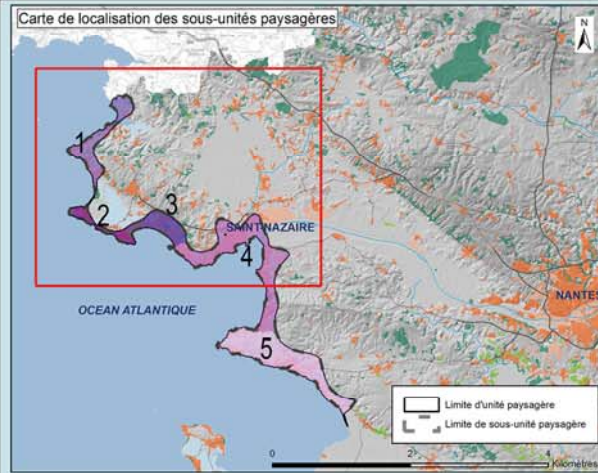 Carte de localisation des sous-unités paysagères
N
1
2
3
SAINT-NAZAIRE
4
OCEAN ATLANTIQUE
NANTES
5
Limite d'unité paysagère
Limite de sous-unité paysagère
0 2 4
Kilomètres